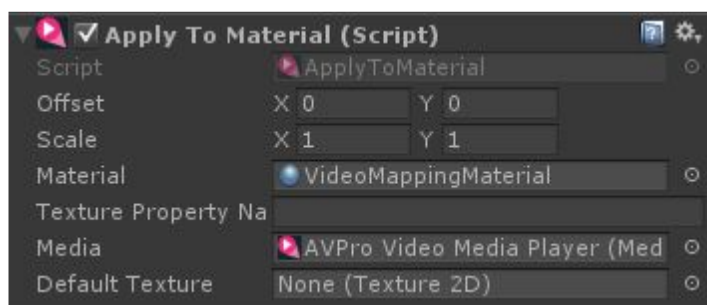 Apply To Material (Script)
Script ApplyToMaterial
Offset X 0 Y 0
Scale X 1 Y 1
Material VideoMappingMaterial
Texture Property Na
Media AVPro Video Media Player (Med
Default Texture None (Texture 2D)